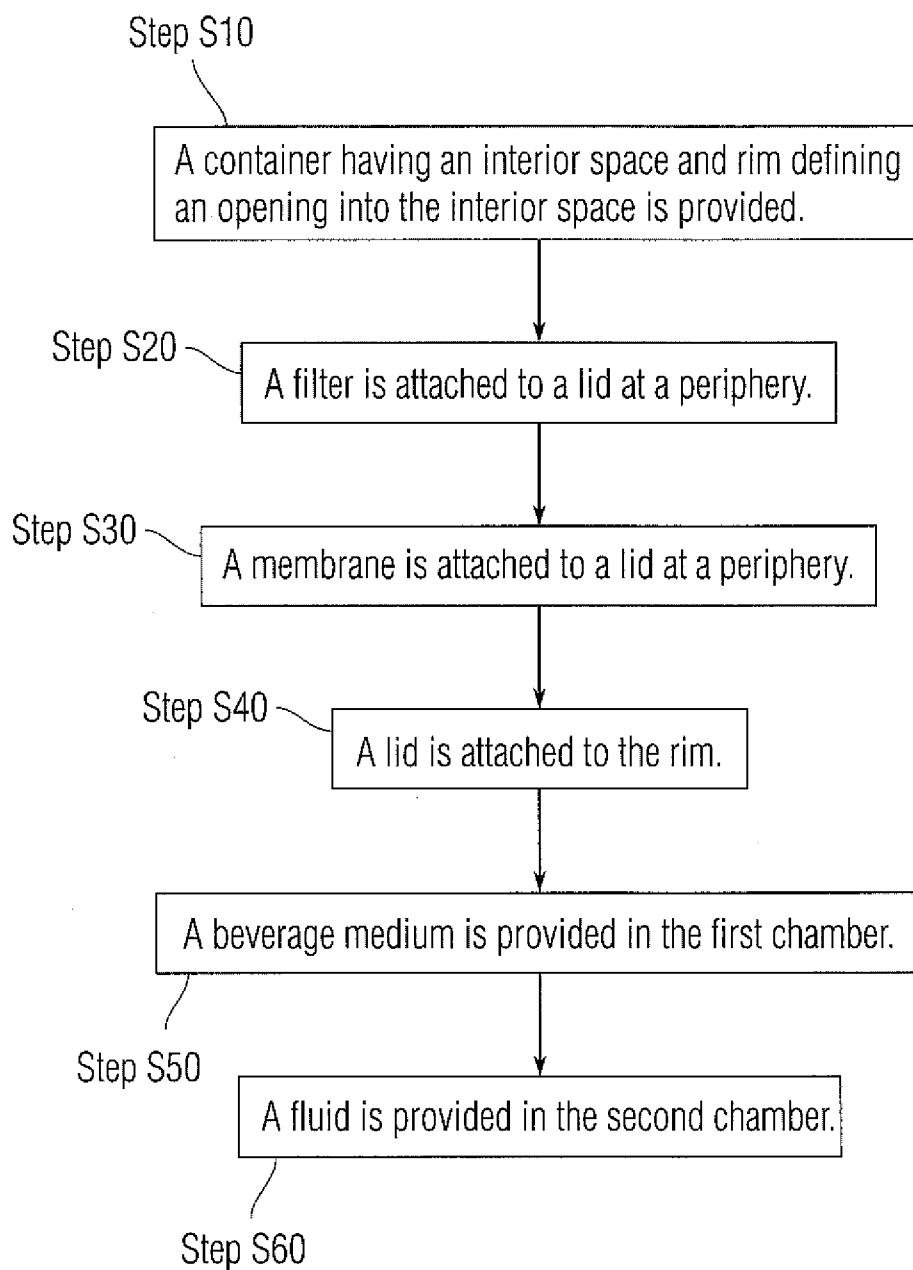 Step S10
A container having an interior space and rim defining
an opening into the interior space is provided.
Step S20
A filter is attached to a lid at a periphery.
Step S30
A membrane is attached to a lid at a periphery.
Step S40
A lid is attached to the rim.
A beverage medium is provided in the first chamber.
Step S50
A fluid is provided in the second chamber.
Step S60